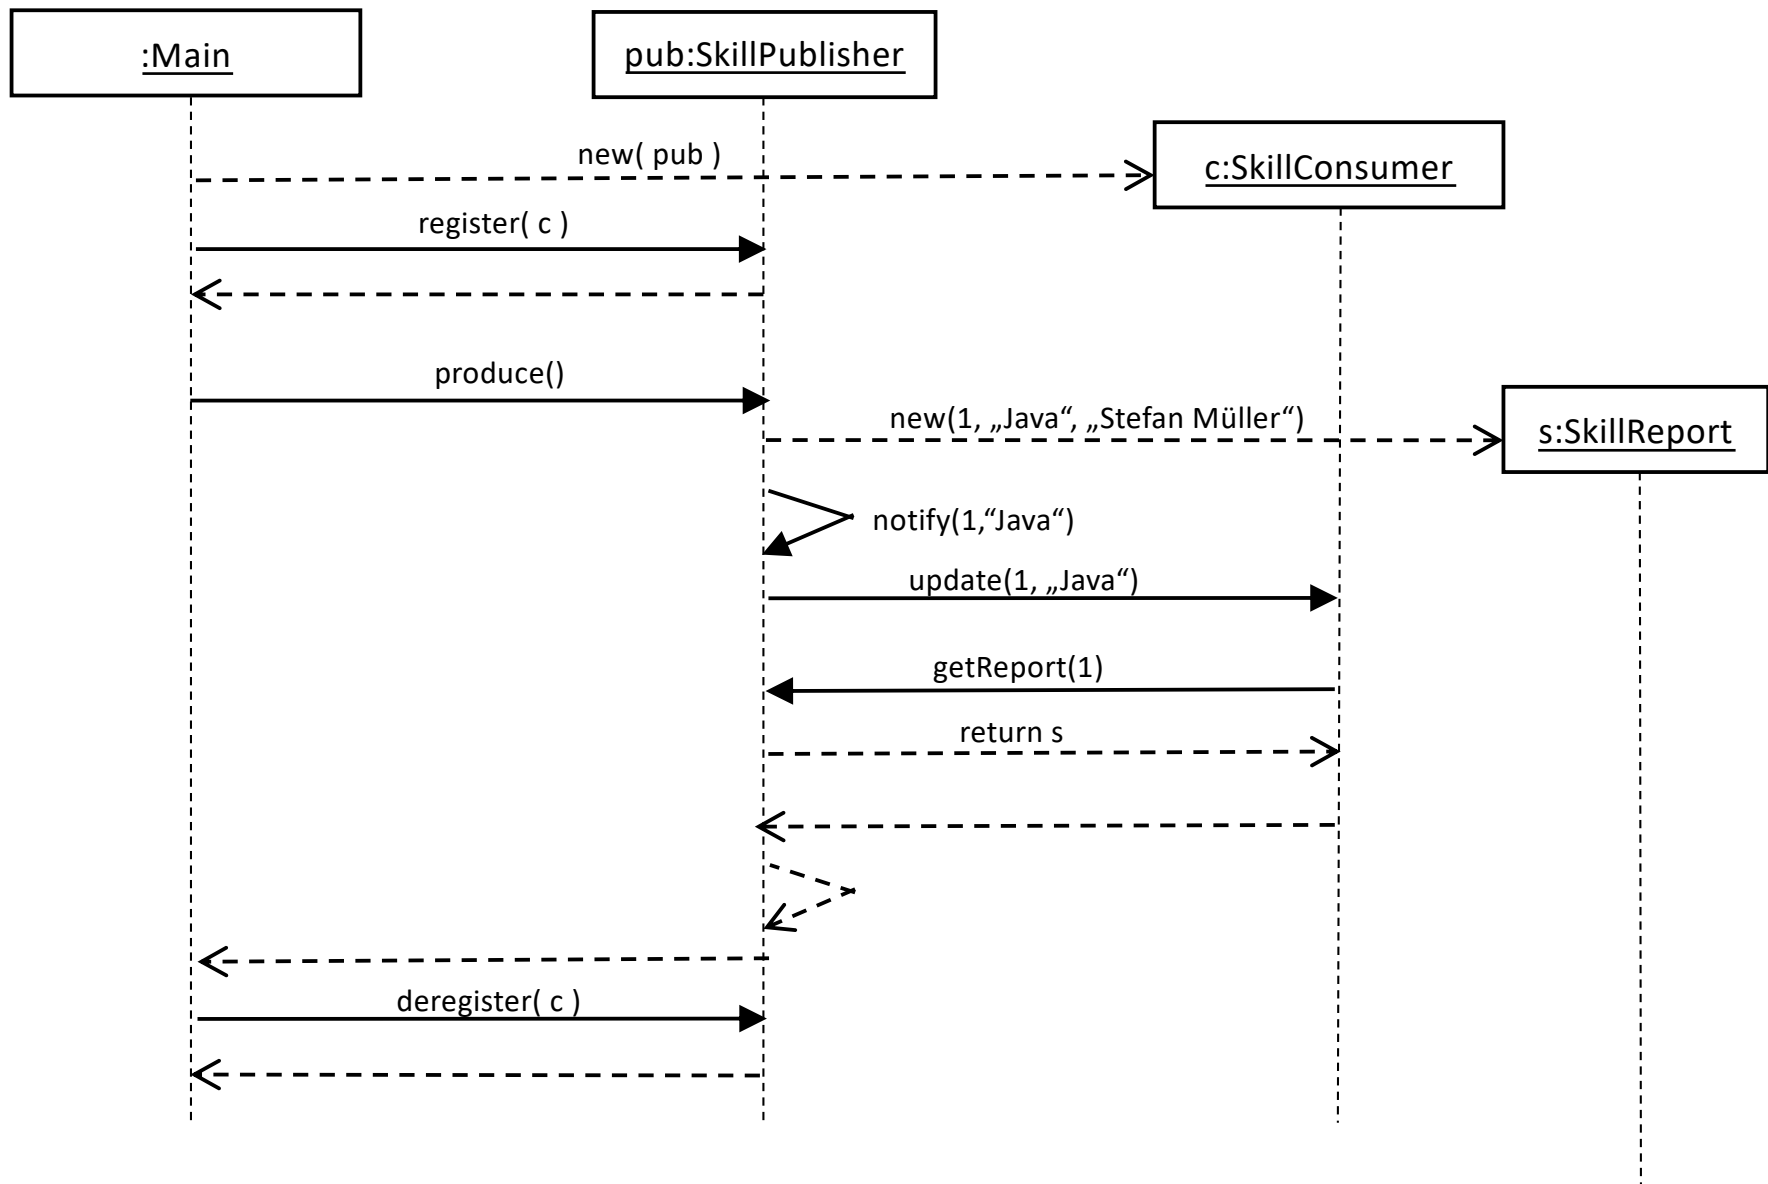 :Main
pub:SkillPublisher
new( pub )
c:SkillConsumer
register( c )
produce()
new(1, „Java“, „Stefan Müller“)
s:SkillReport
notify(1,“Java“)
update(1, „Java“)
getReport(1)
return s
deregister( c )